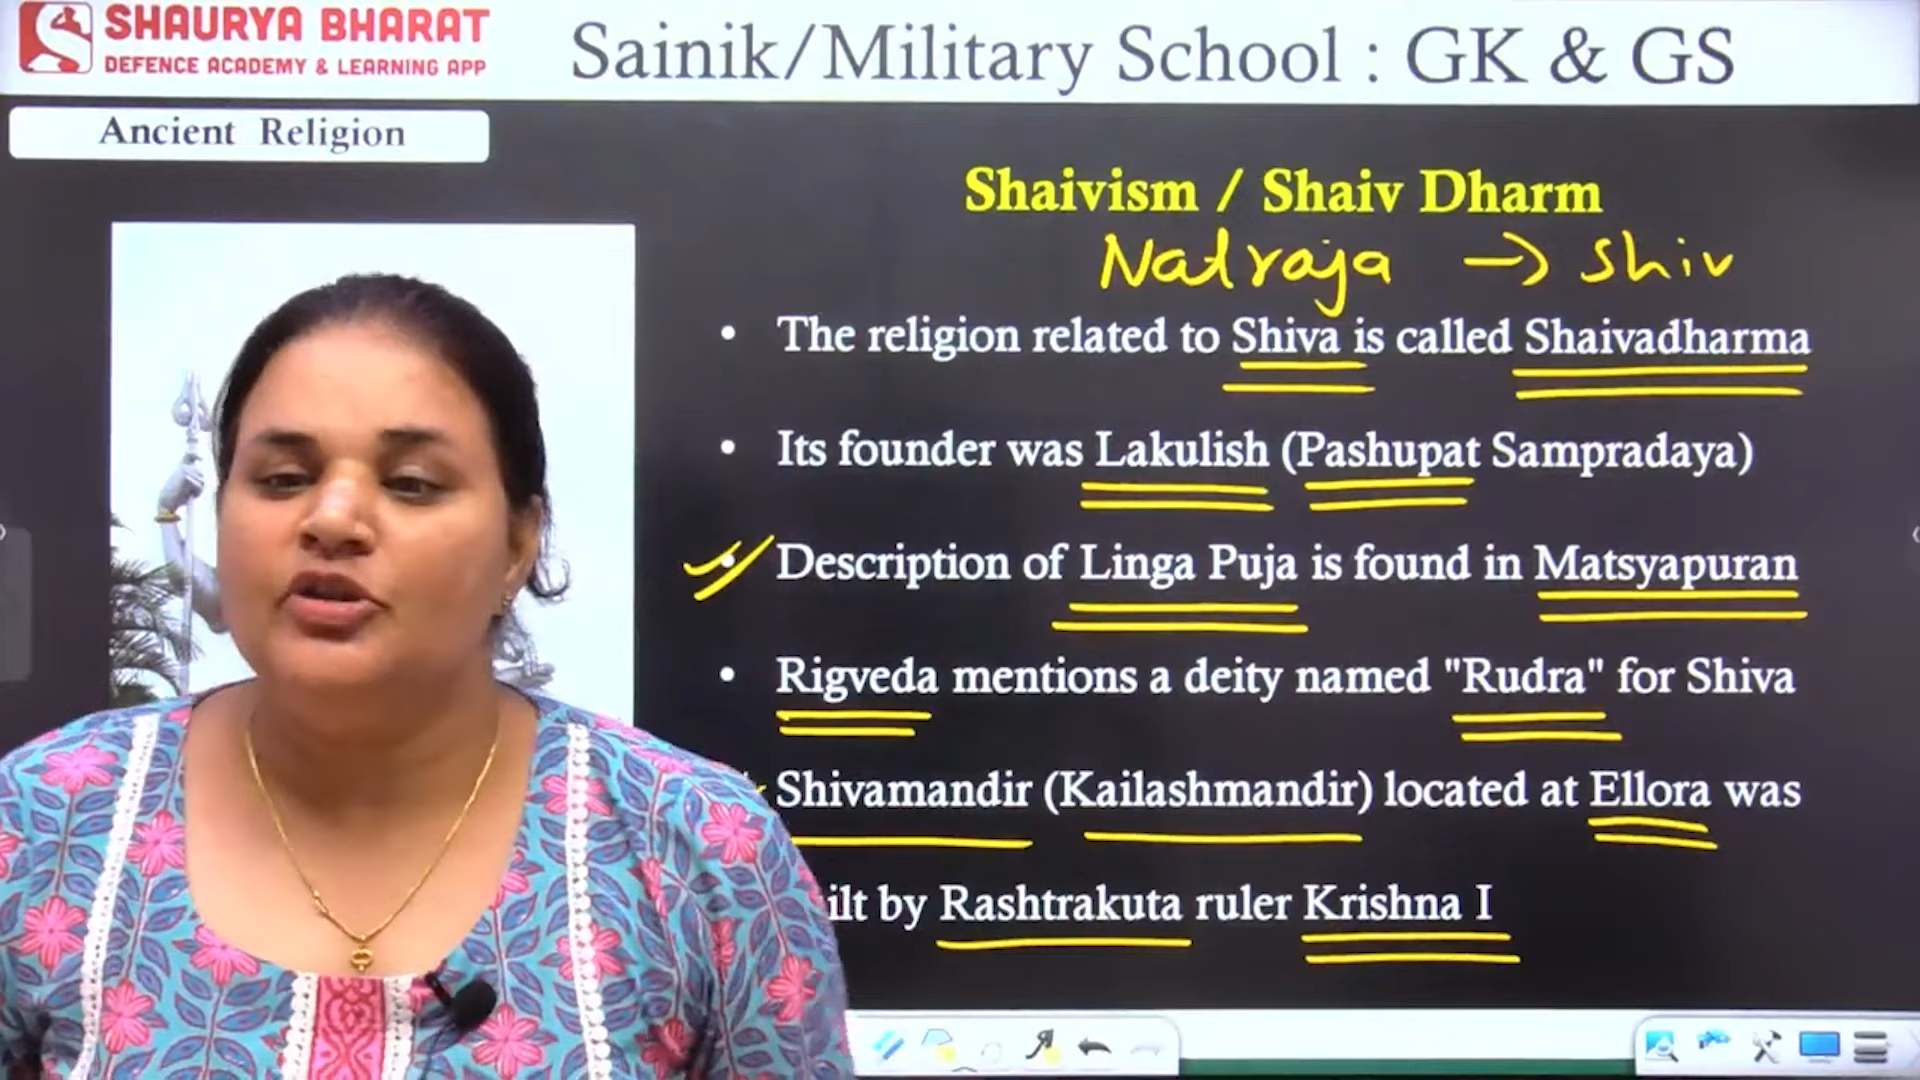 SHAURYA BHARAT
DEFENCE ACADEMY & LEARNING APP
Sainik/Military School : GK & GS
Ancient Religion
Shaivism / Shaiv Dharm
Natraja → Shiv
• The religion related to Shiva is called Shaivadharma
• Its founder was Lakulish (Pashupat Sampradaya)
• Description of Linga Puja is found in Matsyapuran
• Rigveda mentions a deity named "Rudra" for Shiva
Shivamandir (Kailashmandir) located at Ellora was
ilt by Rashtrakuta ruler Krishna I